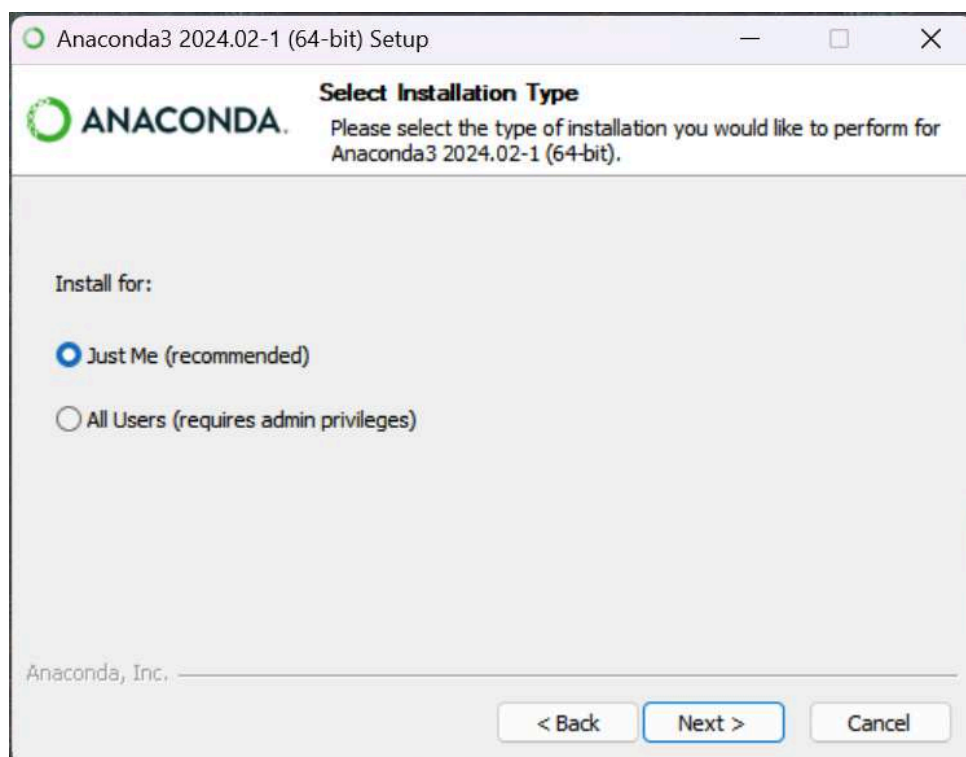 Anaconda3 2024.02-1 (64-bit) Setup
ANACONDA.
Select Installation Type
Please select the type of installation you would like to perform for
Anaconda3 2024.02-1 (64-bit).
Install for:
Just Me (recommended)
All Users (requires admin privileges)
Anaconda, Inc.
< Back
Next >
Cancel